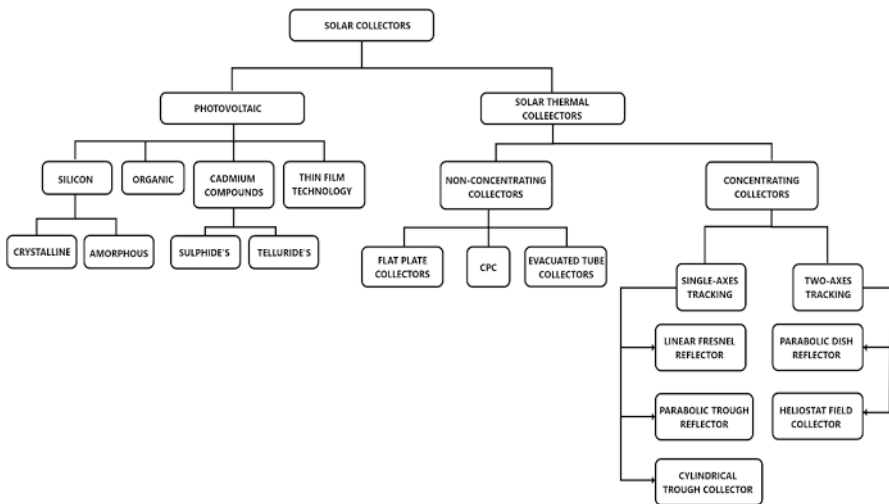 SOLAR COLLECTORS
PHOTOVOLTAIC
SOLAR THERMAL
COLLEECTORS
SILICON
ORGANIC
CADMIUM
COMPOUNDS
THIN FILM
TECHNOLOGY
NON-CONCENTRATING
COLLECTORS
CONCENTRATING
COLLECTORS
CRYSTALLINE
AMORPHOUS
SULPHIDE'S
TELLURIDE'S
FLAT PLATE
COLLECTORS
CPC
EVACUATED TUBE
COLLECTORS
SINGLE-AXES
TRACKING
TWO-AXES
TRACKING
LINEAR FRESNEL
REFLECTOR
PARABOLIC DISH
REFLECTOR
PARABOLIC TROUGH
REFLECTOR
HELIOSTAT FIELD
COLLECTOR
CYLINDRICAL
TROUGH COLLECTOR